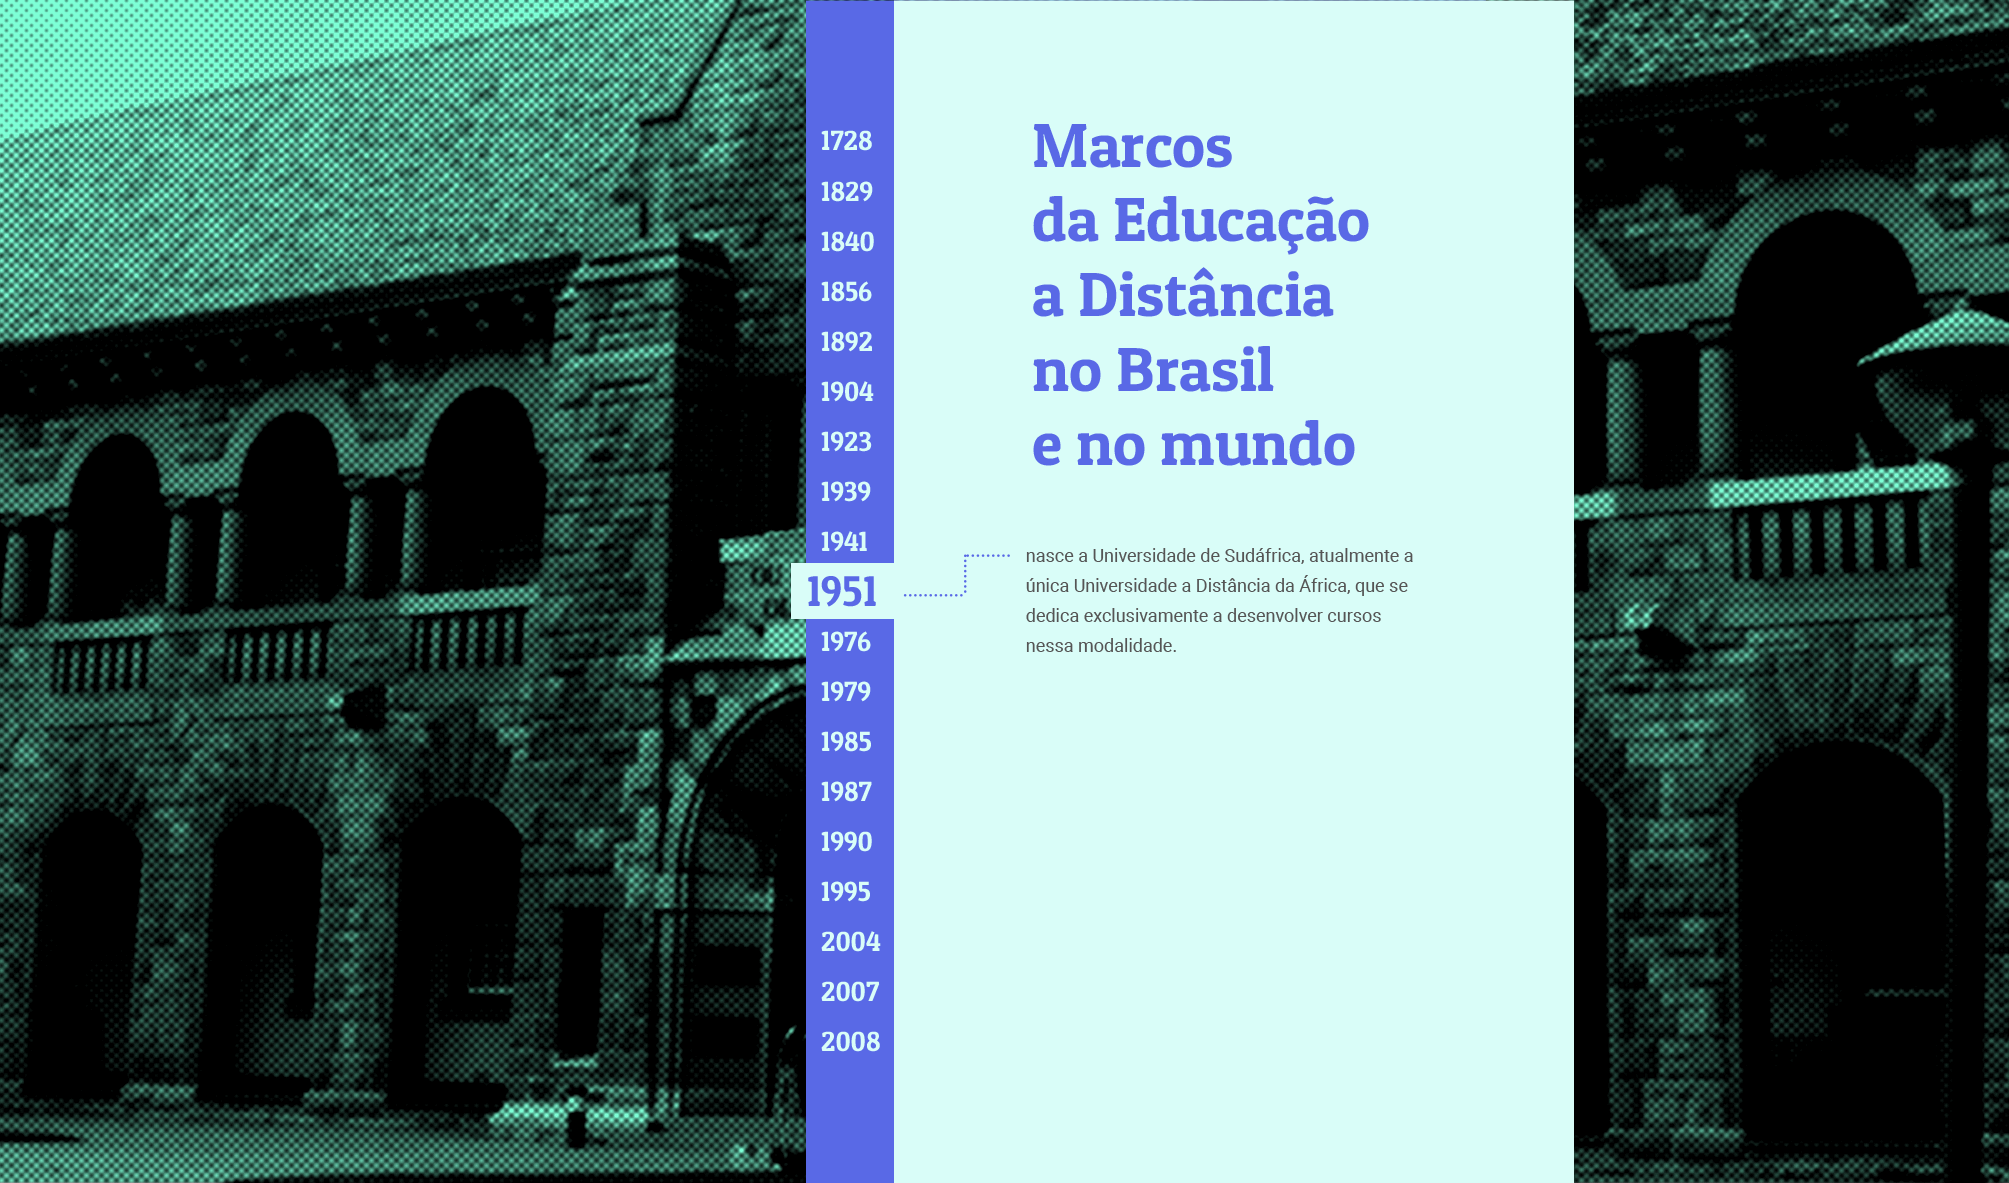 1728
1829
1840
1856
1892
1904
1923
1939
1941
1951
1976
1979
1985
1987
1990
1995
2004
2007
2008
Marcos
da Educação
a Distância
no Brasil
e no mundo
nasce a Universidade de Sudáfrica, atualmente a
única Universidade a Distância da África, que se
dedica exclusivamente a desenvolver cursos
nessa modalidade.